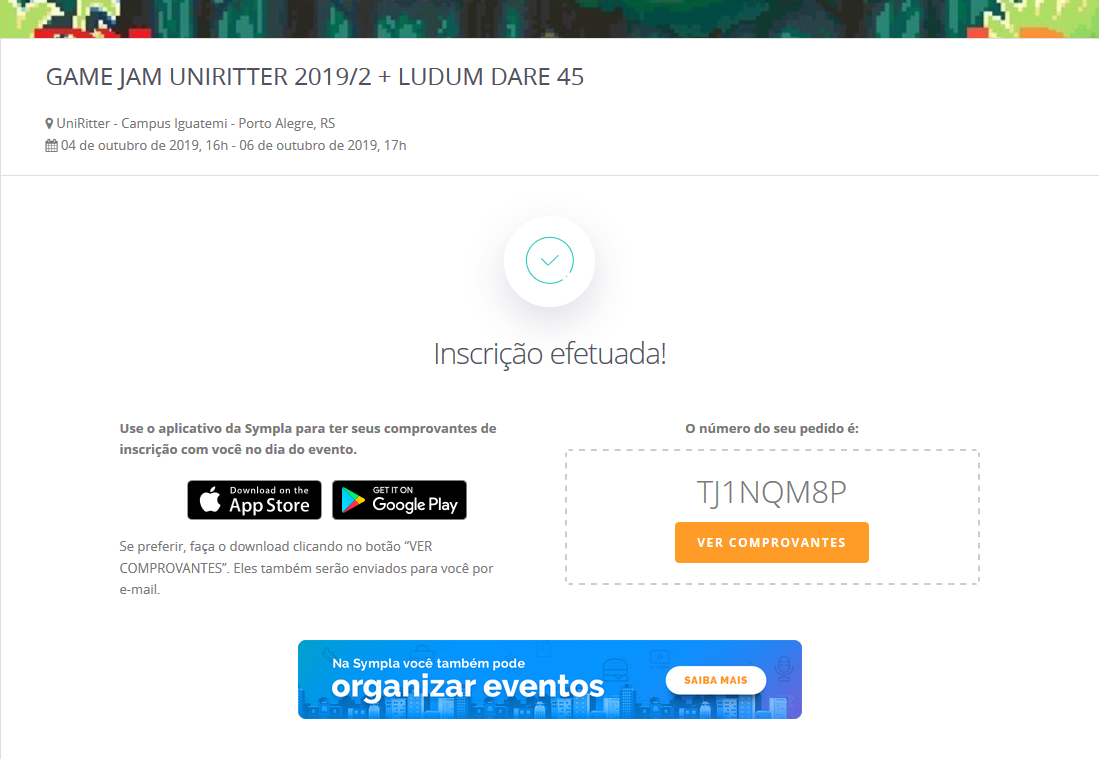 GAME JAM UNIRITTER 2019/2 + LUDUM DARE 45
UniRitter - Campus Iguatemi - Porto Alegre, RS
04 de outubro de 2019, 16h - 06 de outubro de 2019, 17h
Inscrição efetuada!
Use o aplicativo da Sympla para ter seus comprovantes de
inscrição com você no dia do evento.
Download on the
App Store
GET IT ON
Google Play
Se preferir, faça o download clicando no botão “VER
COMPROVANTES”. Eles também serão enviados para você por
e-mail.
O número do seu pedido é:
TJ1NQM8P
VER COMPROVANTES
Na Sympla você também pode
organizar eventos
SAIBA MAIS